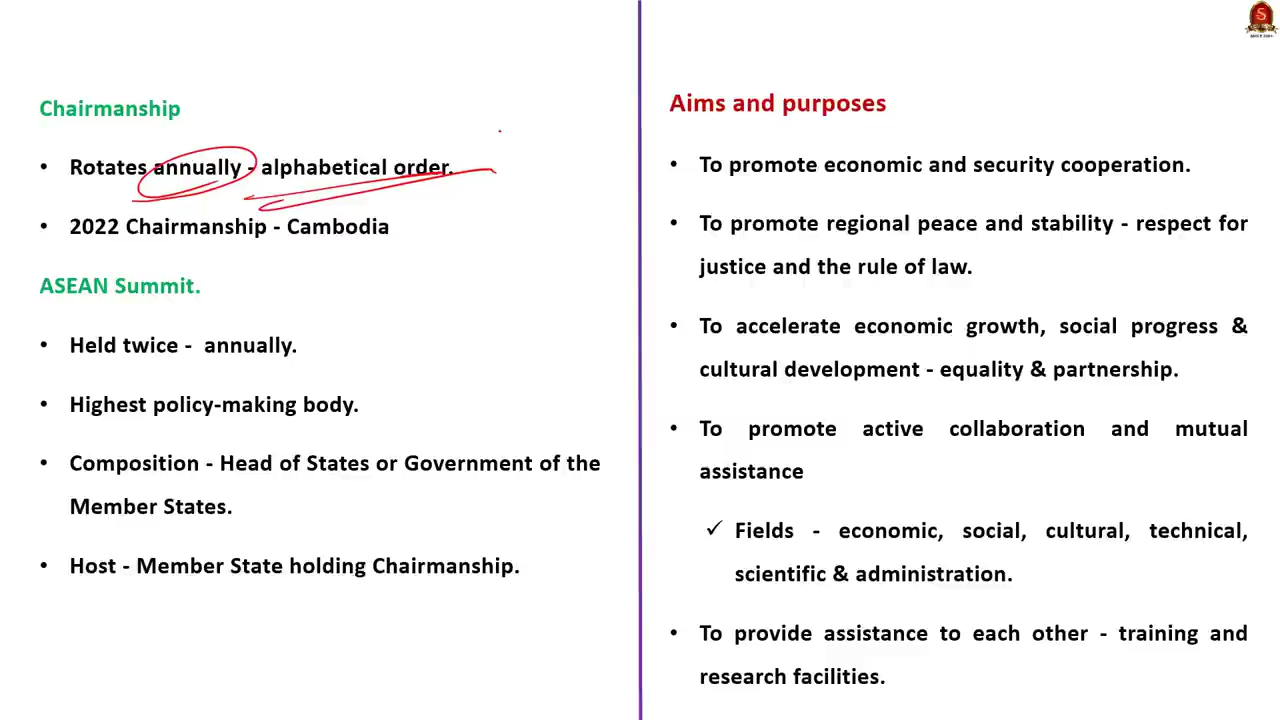 Chairmanship
• Rotates annually - alphabetical order.
• 2022 Chairmanship - Cambodia
ASEAN Summit.
• Held twice - annually.
• Highest policy-making body.
• Composition - Head of States or Government of the
Member States.
• Host - Member State holding Chairmanship.
Aims and purposes
• To promote economic and security cooperation.
• To promote regional peace and stability - respect for
justice and the rule of law.
• To accelerate economic growth, social progress &
cultural development - equality & partnership.
• To promote active collaboration and mutual
assistance
✓ Fields - economic, social, cultural, technical,
scientific & administration.
• To provide assistance to each other - training and
research facilities.